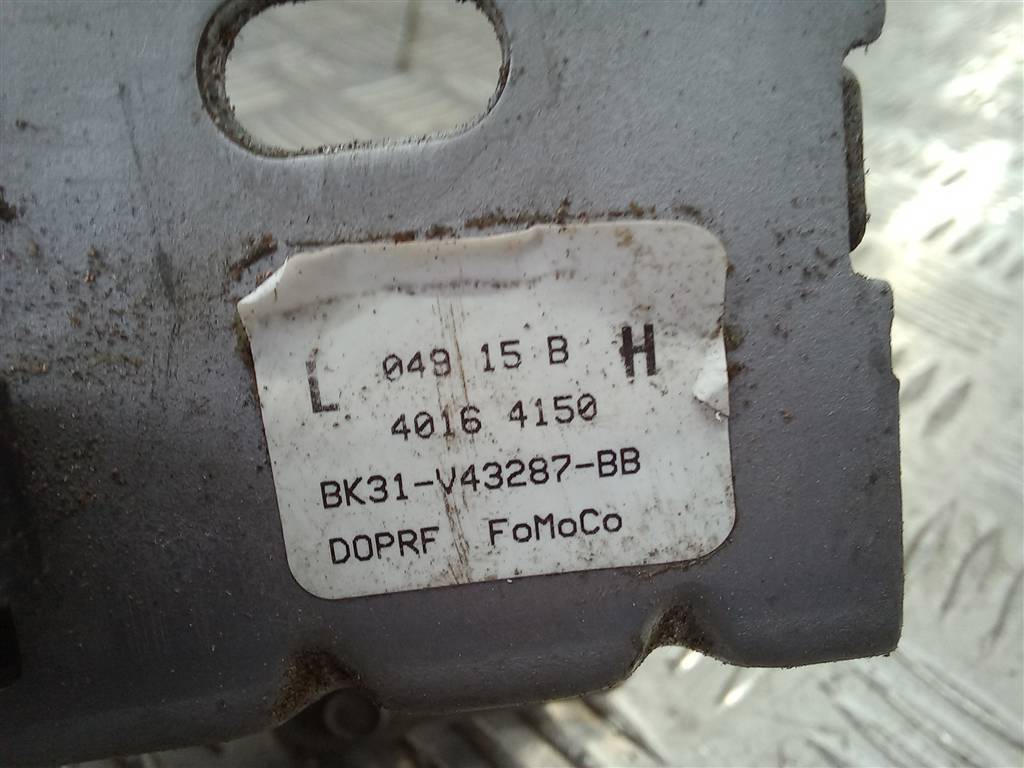 L 049 15 B H
4016 4150
BK31-V43287-BB
DOPRF FoMoCo